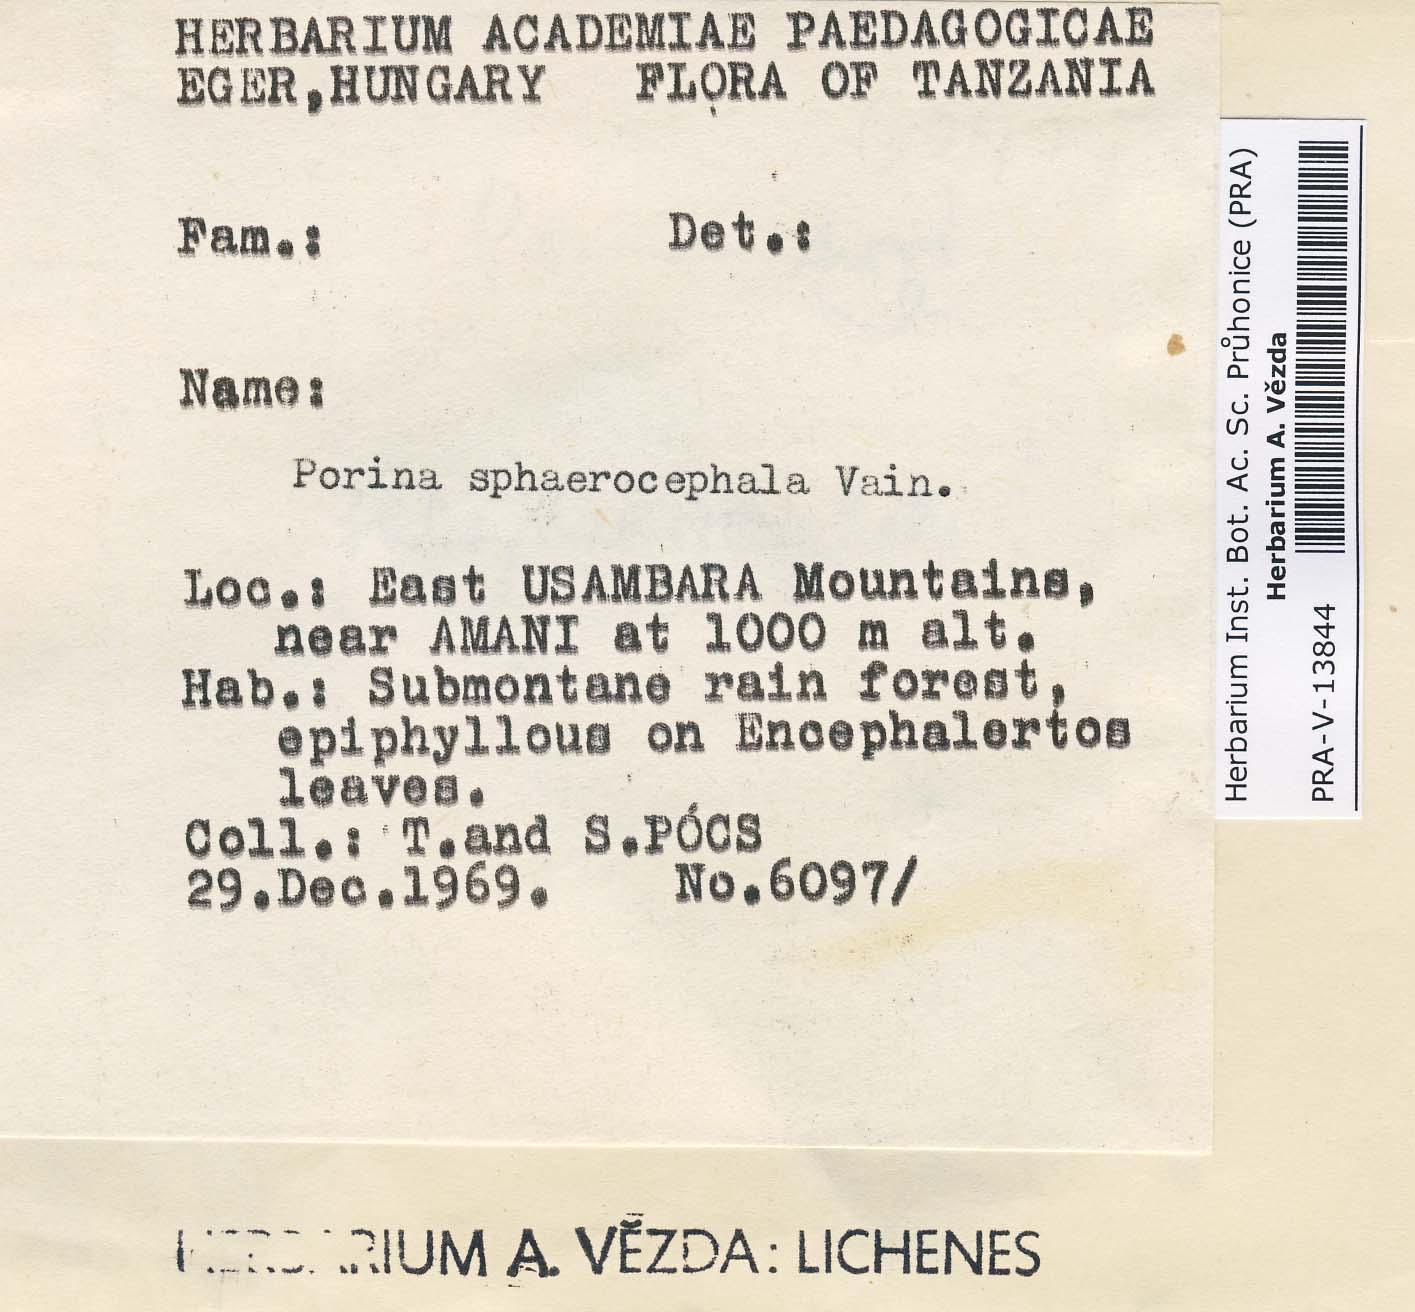 HERBARIUM ACADEMIAE PAEDAGOGICAE
EGER,HUNGARY FLORA OF TANZANIA
Fam.: Det.:
Name:
Porina sphaerocephala Vain.
Loc.: East USAMBARA Mountains,
near AMANI at 1000 m alt.
Hab.: Submontane rain forest,
epiphyllous on Encephalertos
leaves.
Coll.: T.and S.PÓCS
29.Dec.1969. No.6097/
HERBARIUM A. VĚZDA: LICHENES
Herbarium Inst. Bot. Ac. Sc. Průhonice (PRA)
Herbarium A. Vězda
PRA-V-13844